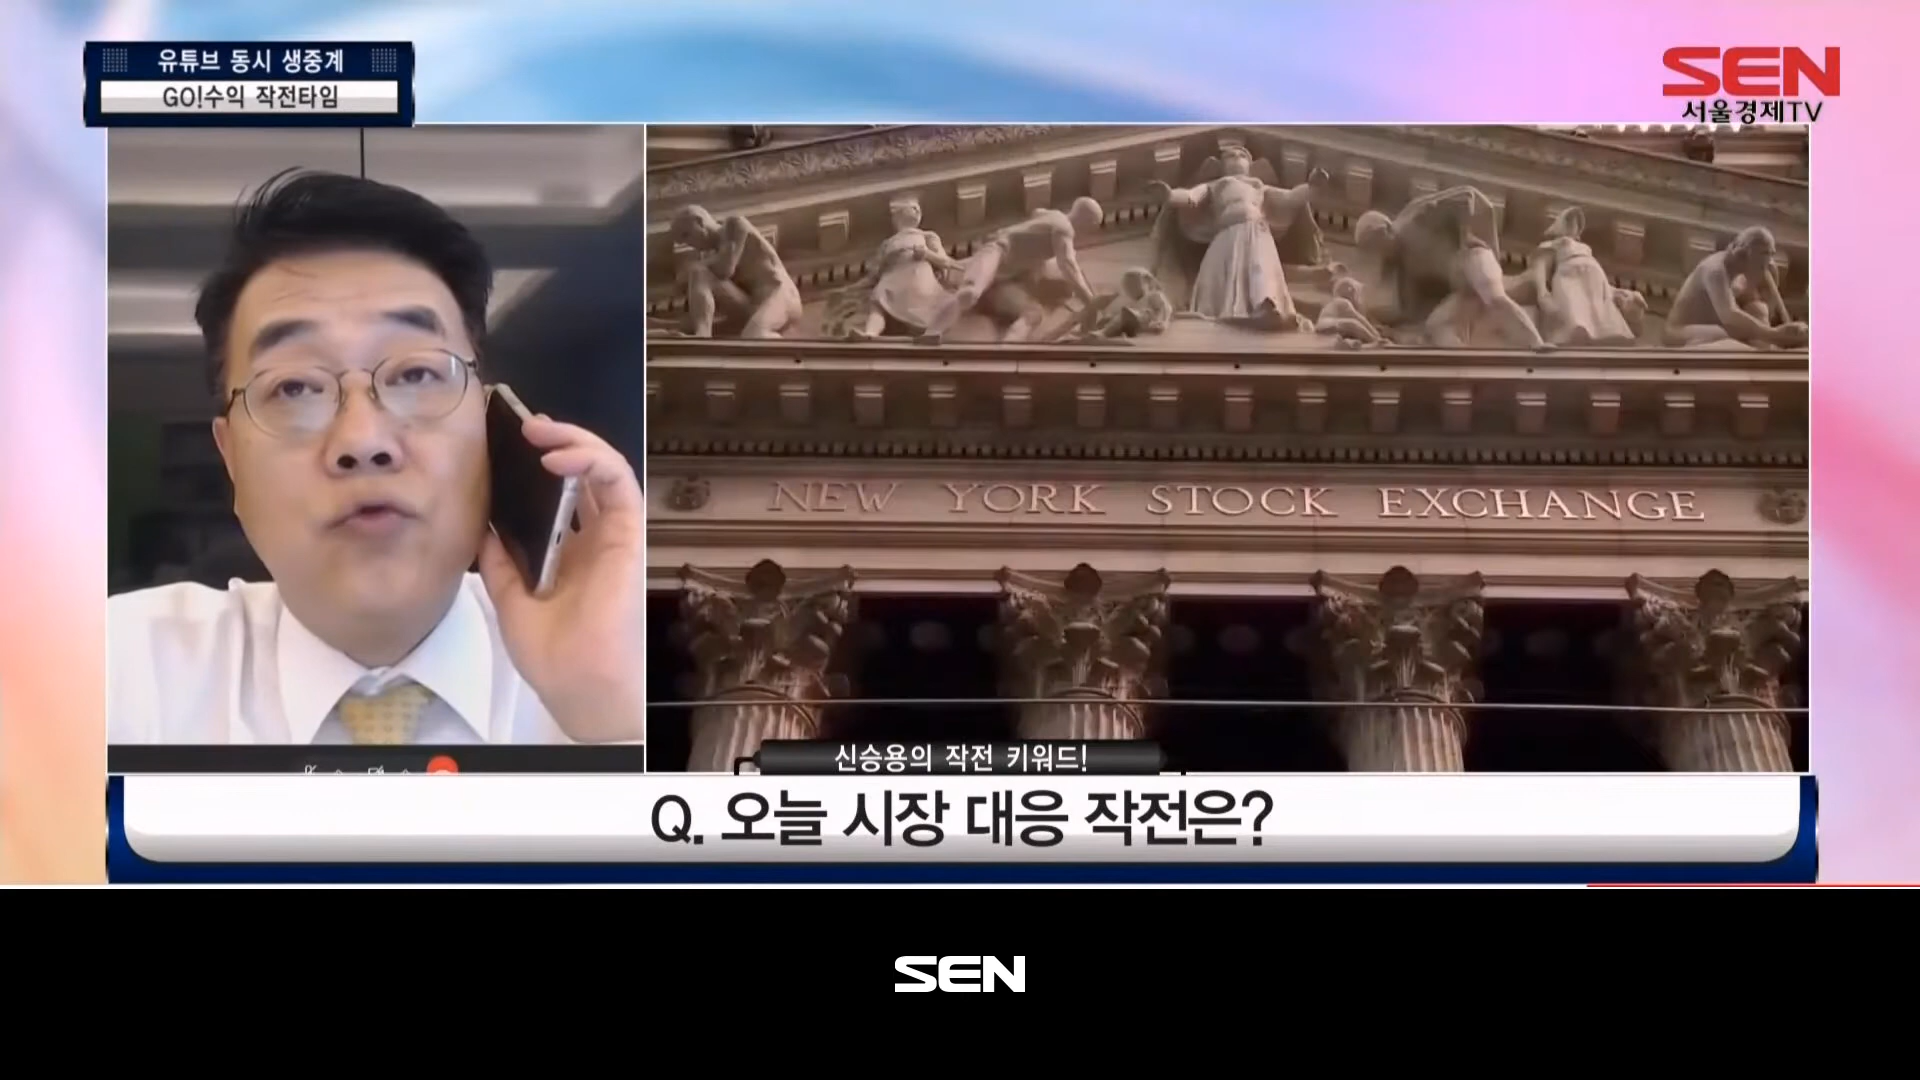 유튜브 동시 생중계
GO!수익 작전타임
SEN
서울경제TV
NEW YORK STOCK EXCHANGE
신승용의 작전 키워드!
Q. 오늘 시장 대응 작전은?
SEN